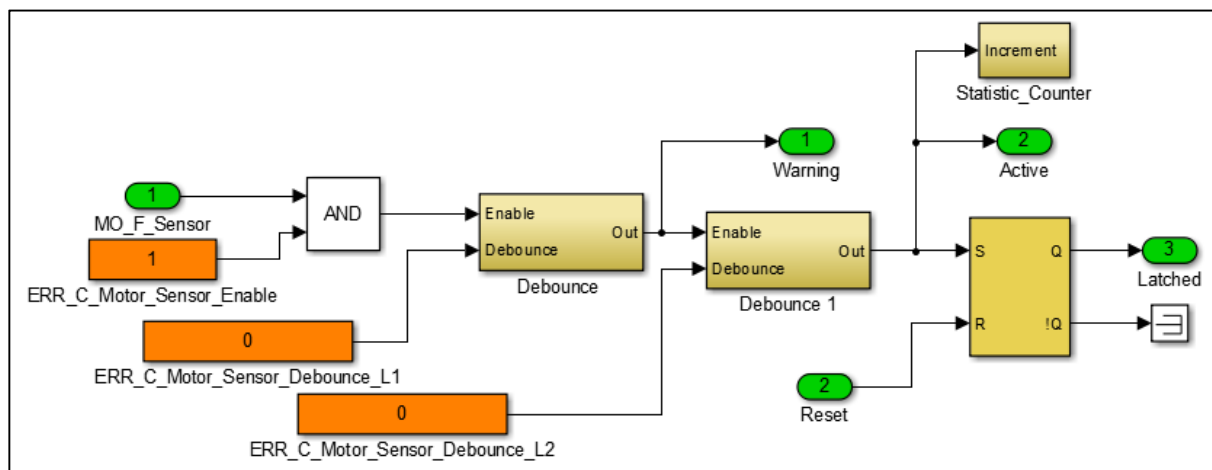 Increment
Statistic_Counter
1
Warning
2
Active
1
MO_F_Sensor
AND
1
ERR_C_Motor_Sensor_Enable
Enable
Debounce
Out
Debounce
Enable
Debounce
Out
Debounce 1
S
R
Q
!Q
3
Latched
0
ERR_C_Motor_Sensor_Debounce_L1
0
ERR_C_Motor_Sensor_Debounce_L2
2
Reset